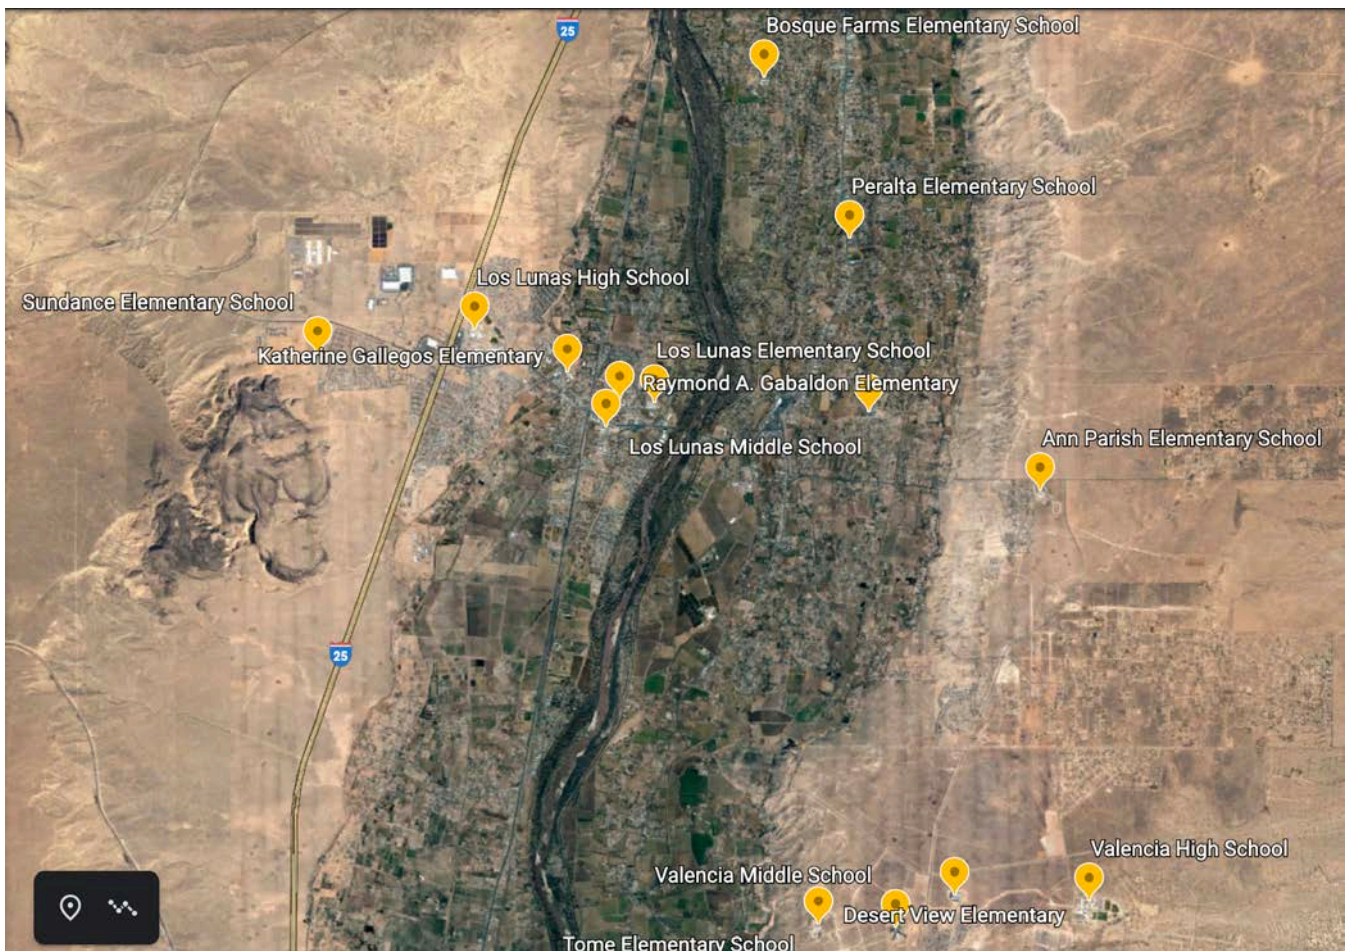 25
Bosque Farms Elementary School
Peralta Elementary School
Los Lunas High School
Sundance Elementary School
Katherine Gallegos Elementary
Los Lunas Elementary School
Raymond A. Gabaldon Elementary
Los Lunas Middle School
Ann Parish Elementary School
25
Valencia High School
Valencia Middle School
Desert View Elementary
Tome Elementary School